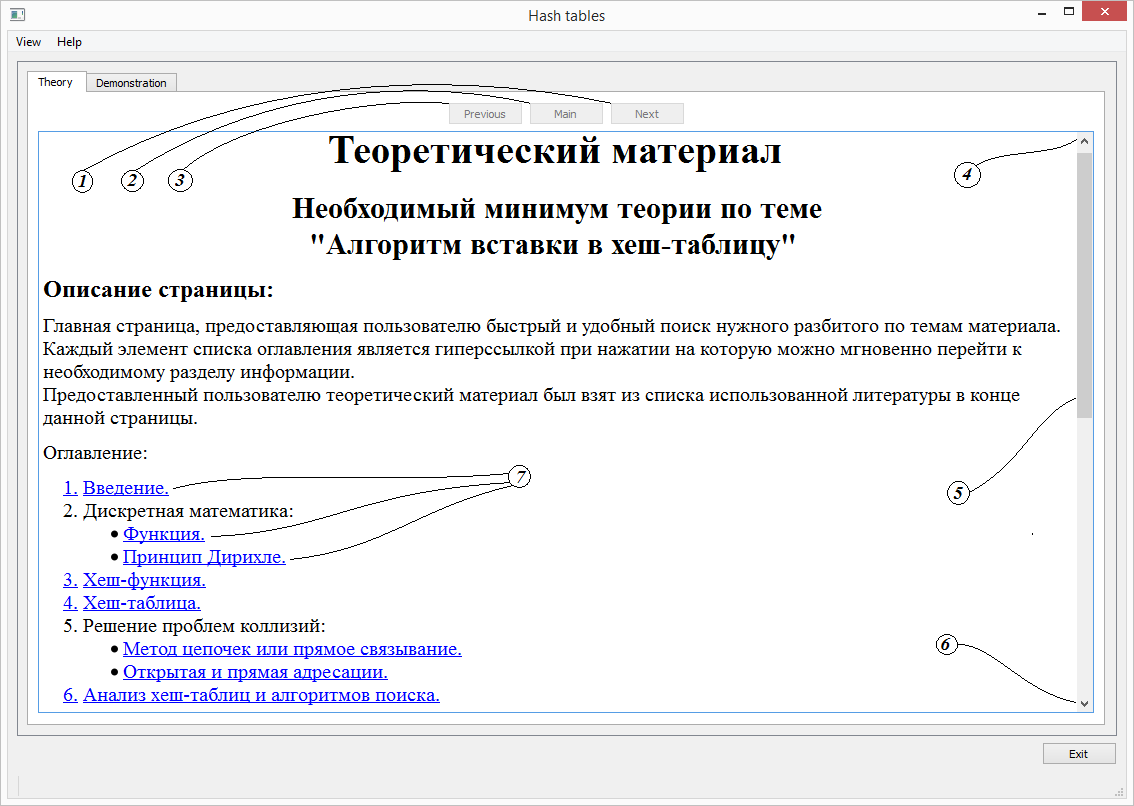 Hash tables
View Help
Theory Demonstration
Previous Main Next
Теоретический материал
1 2 3 4
Необходимый минимум теории по теме
"Алгоритм вставки в хеш-таблицу"
Описание страницы:
Главная страница, предоставляющая пользователю быстрый и удобный поиск нужного разбитого по темам материала.
Каждый элемент списка оглавления является гиперссылкой при нажатии на которую можно мгновенно перейти к
необходимому разделу информации.
Предоставленный пользователю теоретический материал был взят из списка использованной литературы в конце
данной страницы.
Оглавление:
7
1. Введение.
5
2. Дискретная математика:
• Функция.
• Принцип Дирихле.
3. Хеш-функция.
4. Хеш-таблица.
5. Решение проблем коллизий:
6
• Метод цепочек или прямое связывание.
• Открытая и прямая адресации.
6. Анализ хеш-таблиц и алгоритмов поиска.
Exit